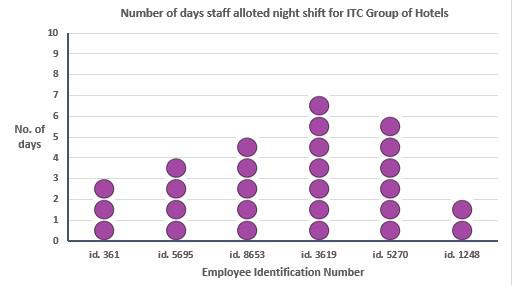 Number of days staff alloted night shift for ITC Group of Hotels
10
9
8
7
6
5
4
3
2
1
0
No. of
days
id. 361 id. 5695 id. 8653 id. 3619 id. 5270 id. 1248
Employee Identification Number